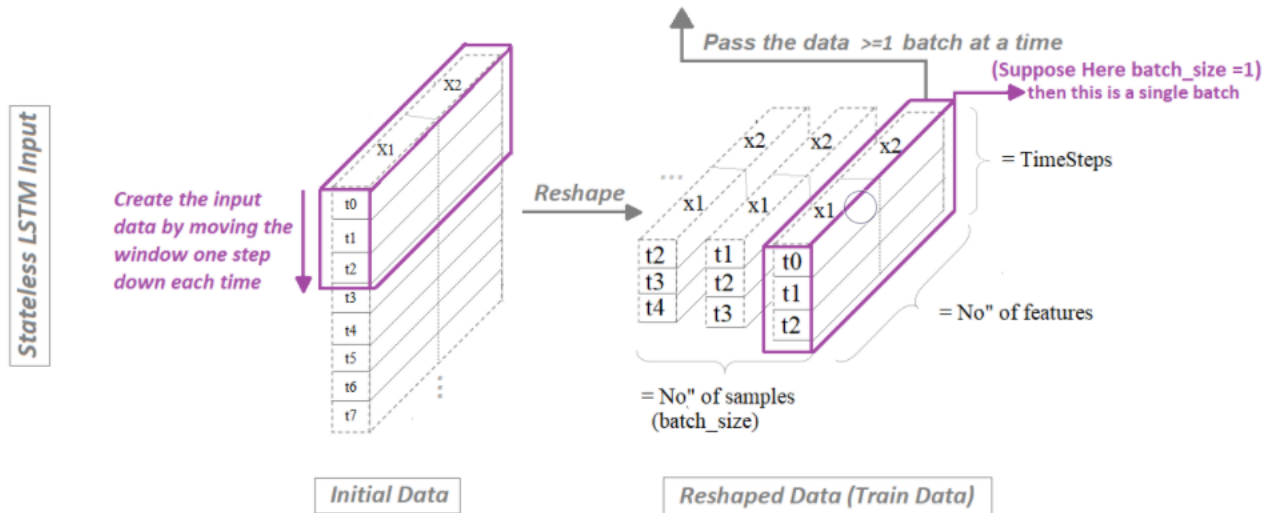 Stateless LSTM Input
Create the input
data by moving the
window one step
down each time
X2
X1
t0
t1
t2
t3
t4
t5
t6
t7
Reshape
Pass the data >=1 batch at a time
(Suppose Here batch_size =1)
then this is a single batch
...
x2
x2
x2
x1
x1
x1
t2
t3
t4
t1
t2
t3
t0
t1
t2
= TimeSteps
= No" of features
= No" of samples
(batch_size)
Initial Data
Reshaped Data (Train Data)